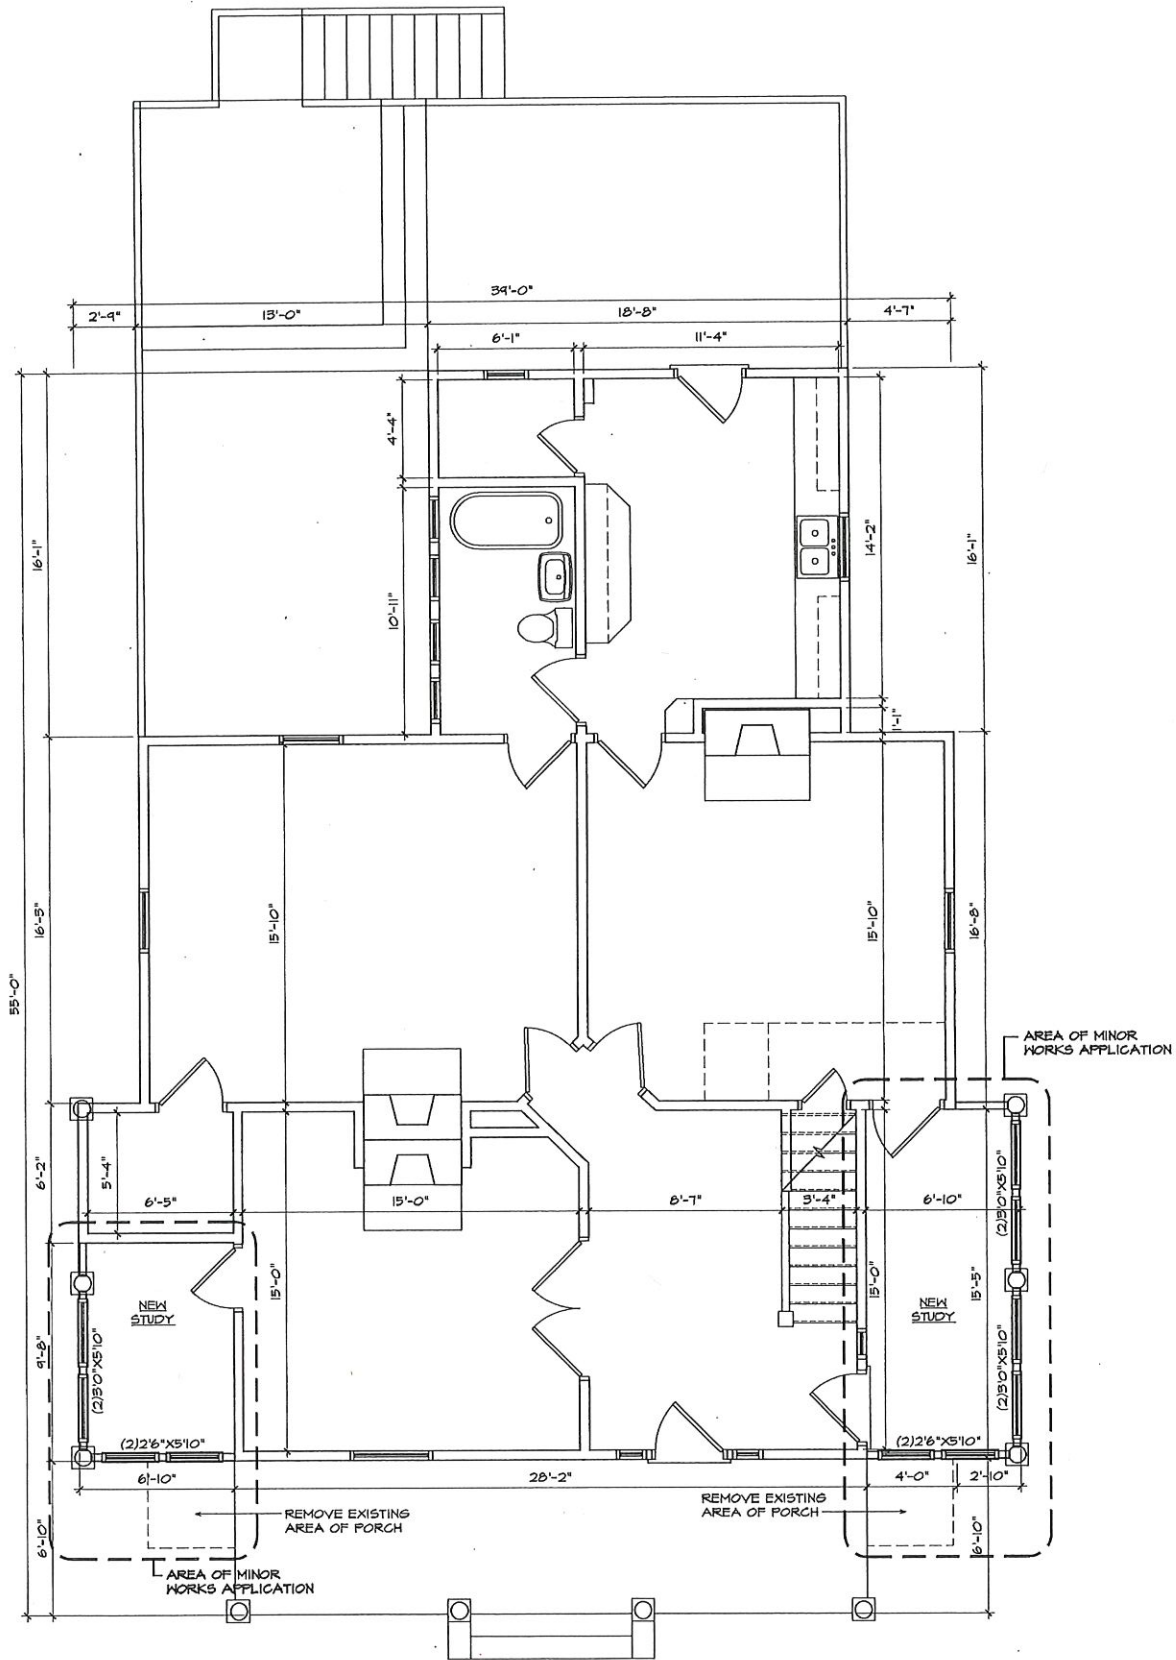 39'-0"
2'-9"
13'-0"
18'-8"
4'-7"
6'-1"
11'-4"
4'-4"
16'-1"
10'-11"
14'-2"
16'-1"
1'-1"
55'-0"
16'-3"
15'-10"
15'-10"
16'-8"
AREA OF MINOR
WORKS APPLICATION
6'-2"
5'-4"
6'-5"
15'-0"
8'-7"
3'-4"
6'-10"
(2)3'0"X5'10"
NEW
STUDY
15'-0"
15'-0"
NEW
STUDY
15'-5"
9'-8"
(2)3'0"X5'10"
(2)3'0"X5'10"
(2)2'6"X5'10"
(2)2'6"X5'10"
6'-10"
28'-2"
4'-0"
2'-10"
REMOVE EXISTING
AREA OF PORCH
REMOVE EXISTING
AREA OF PORCH
6'-10"
6'-10"
AREA OF MINOR
WORKS APPLICATION